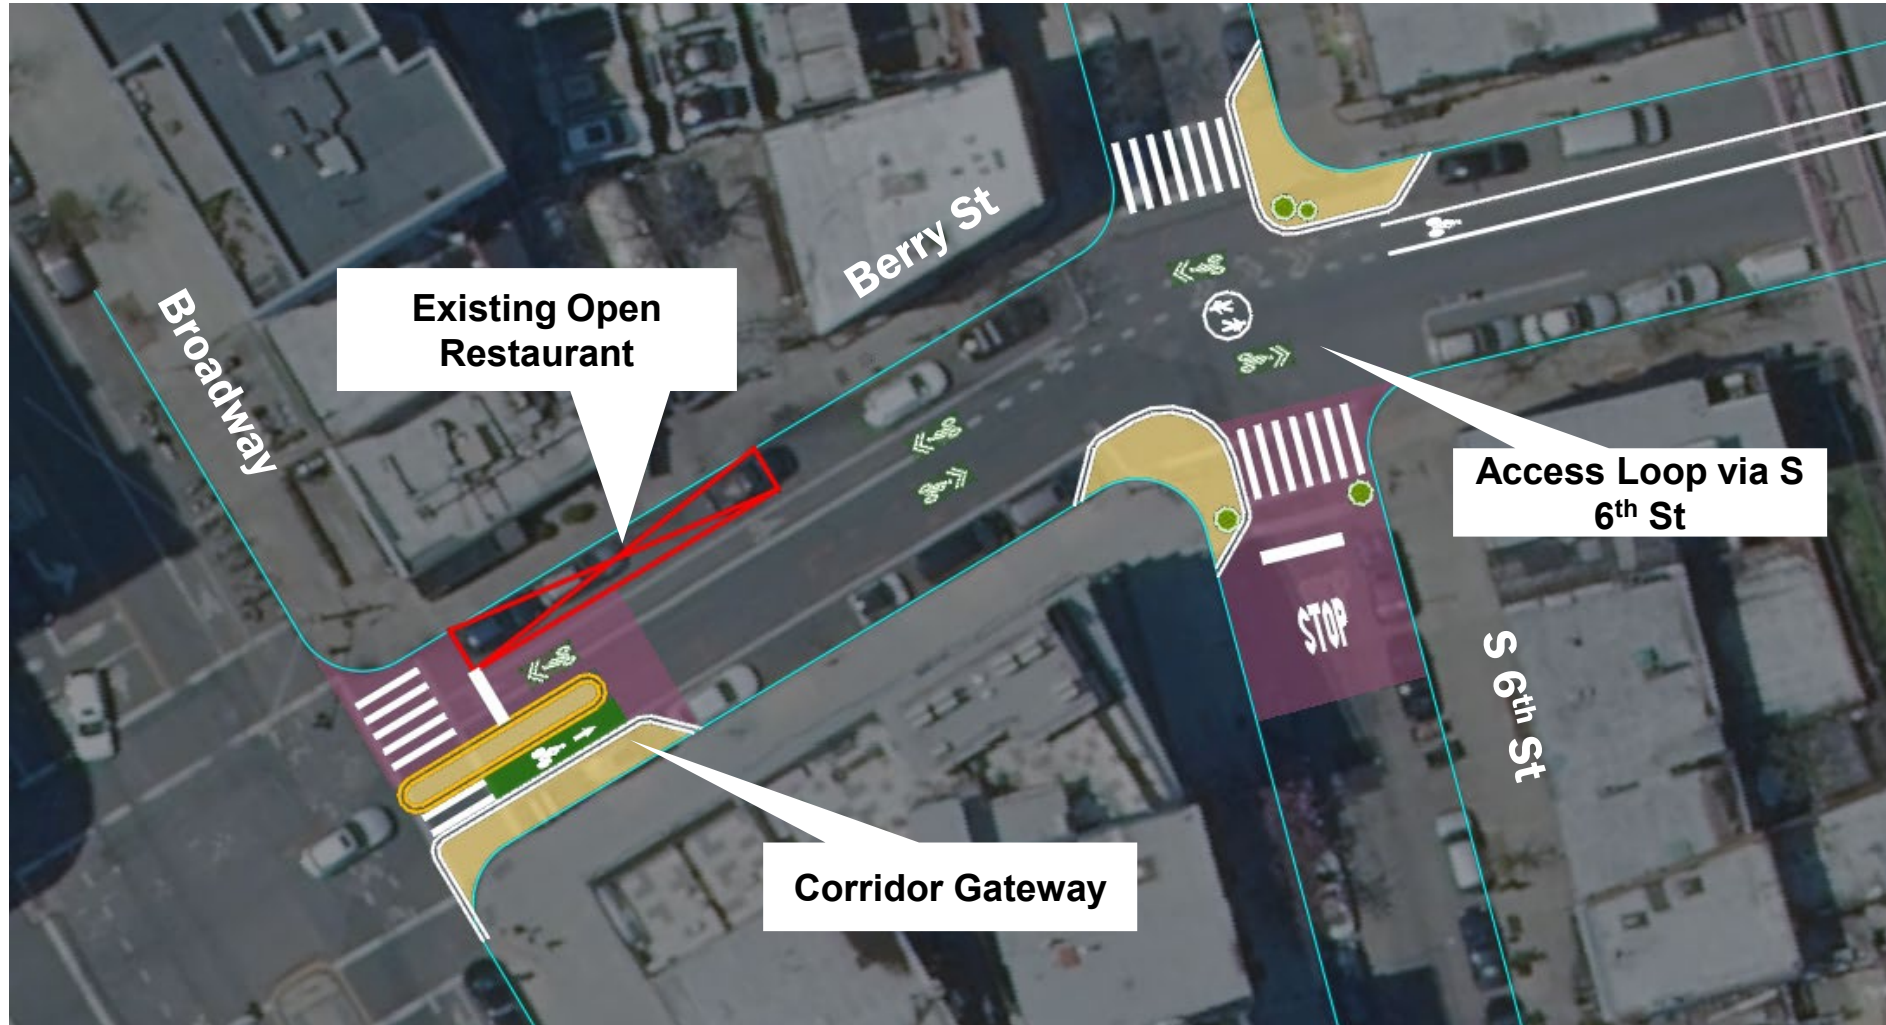 Berry St
Broadway
Existing Open
Restaurant
Access Loop via S
6th St
STOP
S 6th St
Corridor Gateway